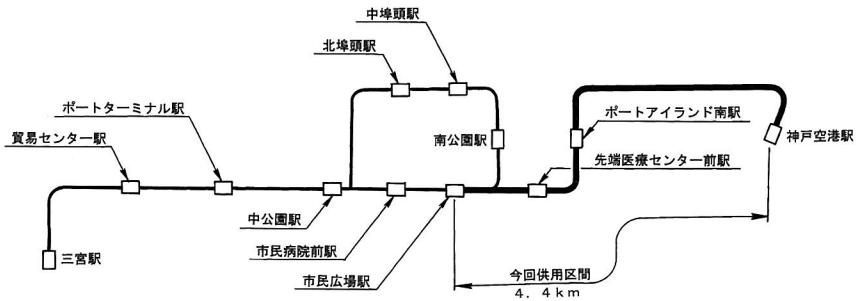 中埠頭駅
北埠頭駅
ポートターミナル駅
貿易センター駅
南公園駅
ポートアイランド南駅
神戸空港駅
先端医療センター前駅
中公園駅
市民病院前駅
三宮駅
市民広場駅
今回供用区間
4.4km